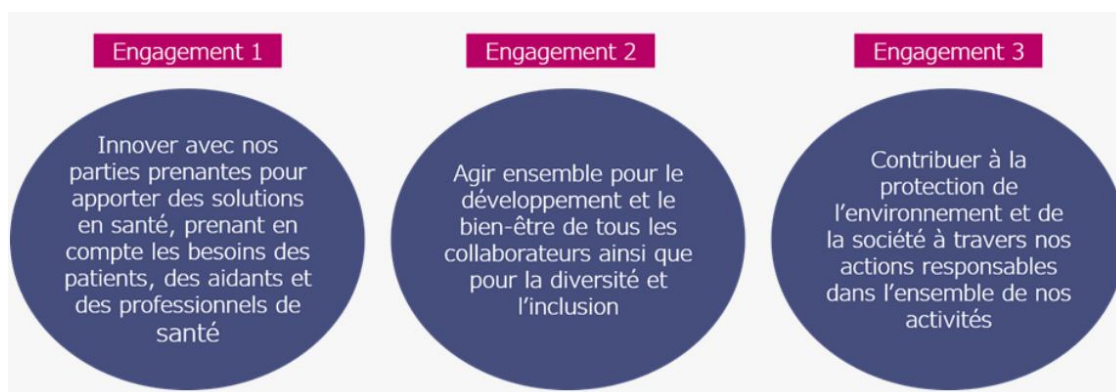 Engagement 1
Innover avec nos
parties prenantes pour
apporter des solutions
en santé, prenant en
compte les besoins des
patients, des aidants et
des professionnels de
santé
Engagement 2
Agir ensemble pour le
développement et le
bien-être de tous les
collaborateurs ainsi que
pour la diversité et
l'inclusion
Engagement 3
Contribuer à la
protection de
l'environnement et de
la société à travers nos
actions responsables
dans l'ensemble de nos
activités